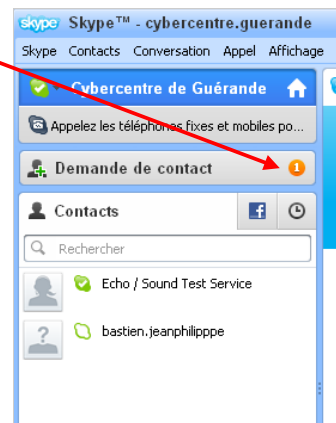 skype Skype™ - cybercentre.guerande
Skype Contacts Conversation Appel Affichage
Cybercentre de Guérande
Appelez les téléphones fixes et mobiles po...
Demande de contact 1
Contacts f
Rechercher
Echo / Sound Test Service
? bastien.jeanphilipppe